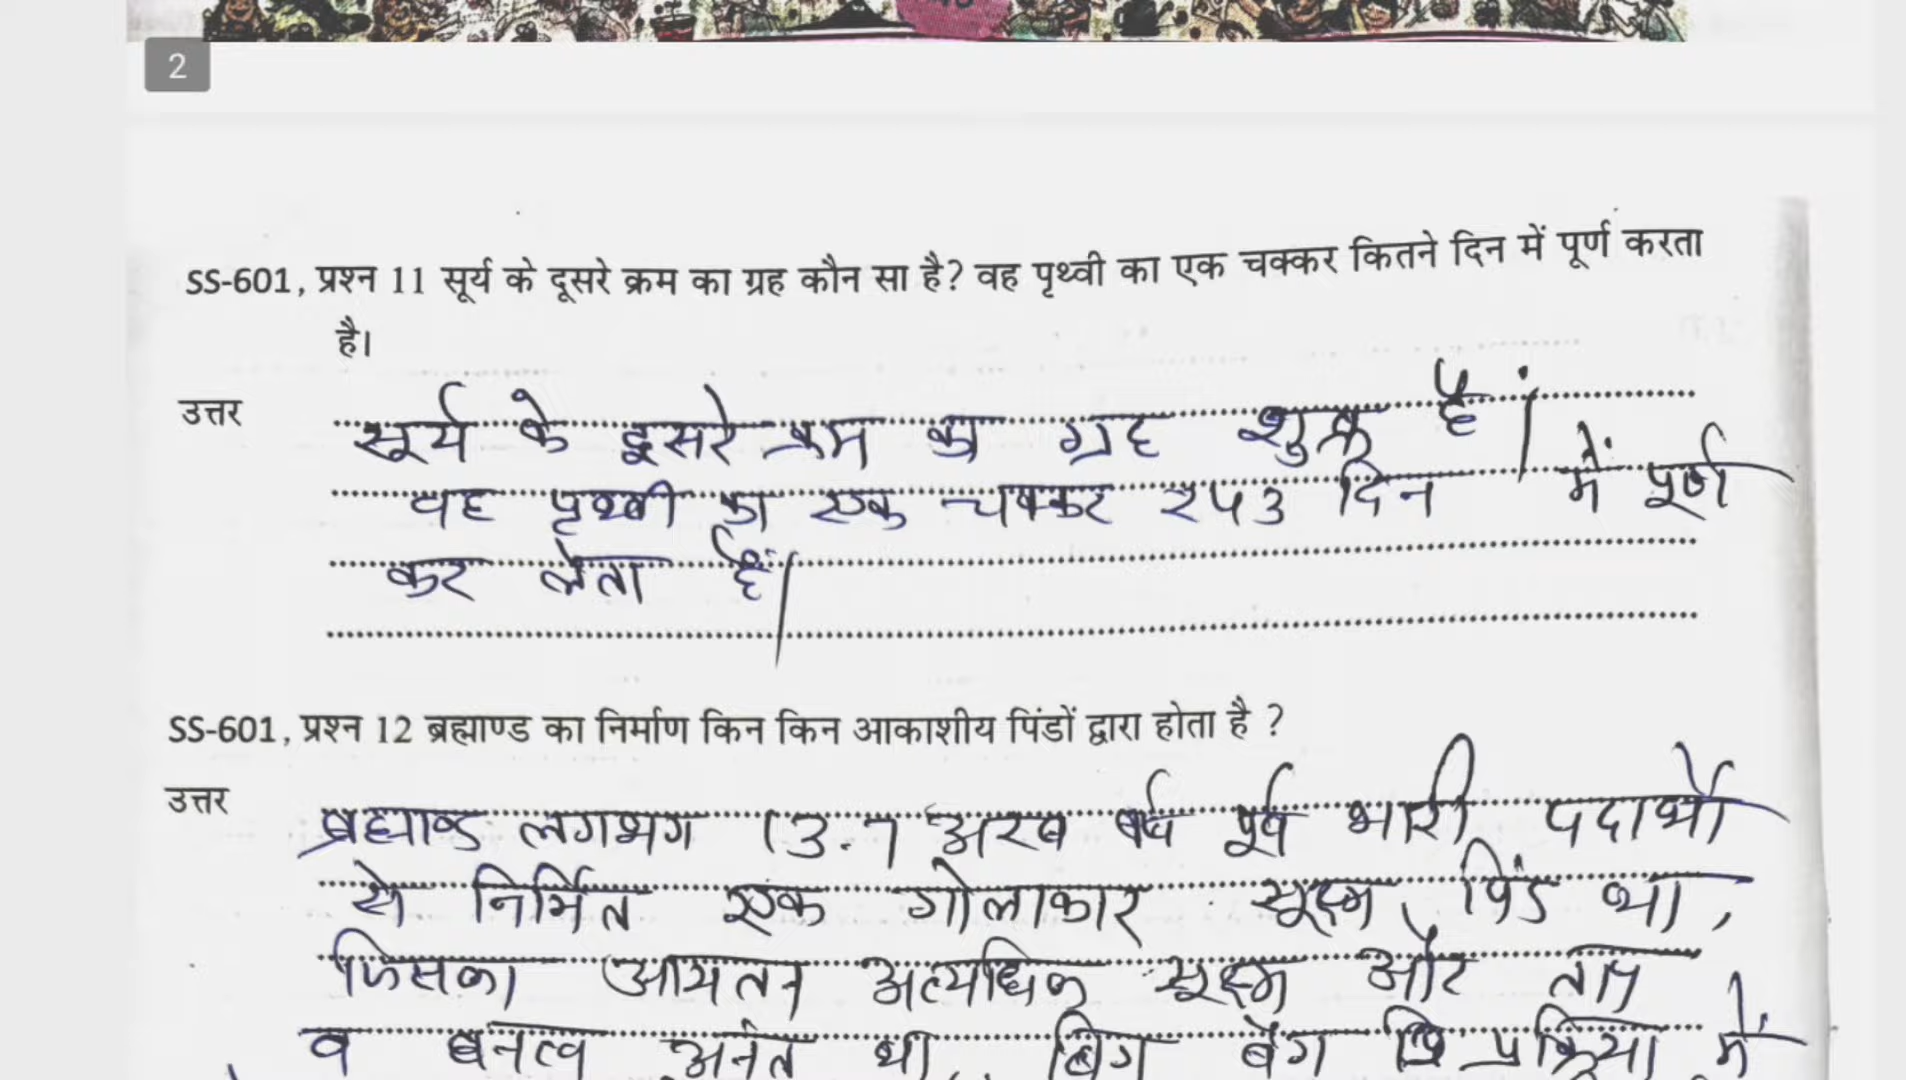 2
SS-601, प्रश्न 11 सूर्य के दूसरे क्रम का ग्रह कौन सा है? वह पृथ्वी का एक चक्कर कितने दिन में पूर्ण करता
है।
उत्तर
सूर्य के दूसरे क्रम का ग्रह शुक्र है।
वह पृथ्वी का एक चक्कर २५3 दिन में पूर्ण
कर लेता है।
SS-601, प्रश्न 12 ब्रह्माण्ड का निर्माण किन किन आकाशीय पिंडों द्वारा होता है ?
उत्तर
ब्रह्माण्ड लगभग 13.7 अरब वर्ष पूर्व भारी पदार्थो
से निर्मित एक गोलाकार सूक्ष्म पिंड था,
जिसका आयतन अत्यधिक सूक्ष्म और ताप
व घनत्व अनंत था, बिग बैंग प्रक्रिया में